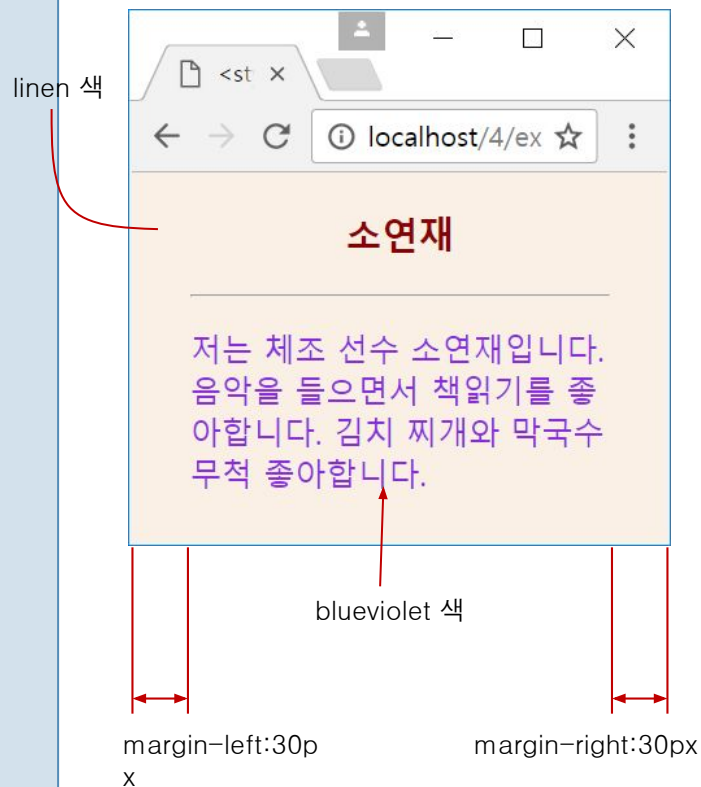 linen 색
<st
localhost/4/ex
소연재
저는 체조 선수 소연재입니다.
음악을 들으면서 책읽기를 좋
아합니다. 김치 찌개와 막국수
무척 좋아합니다.
blueviolet 색
margin-left:30p
x
margin-right:30px